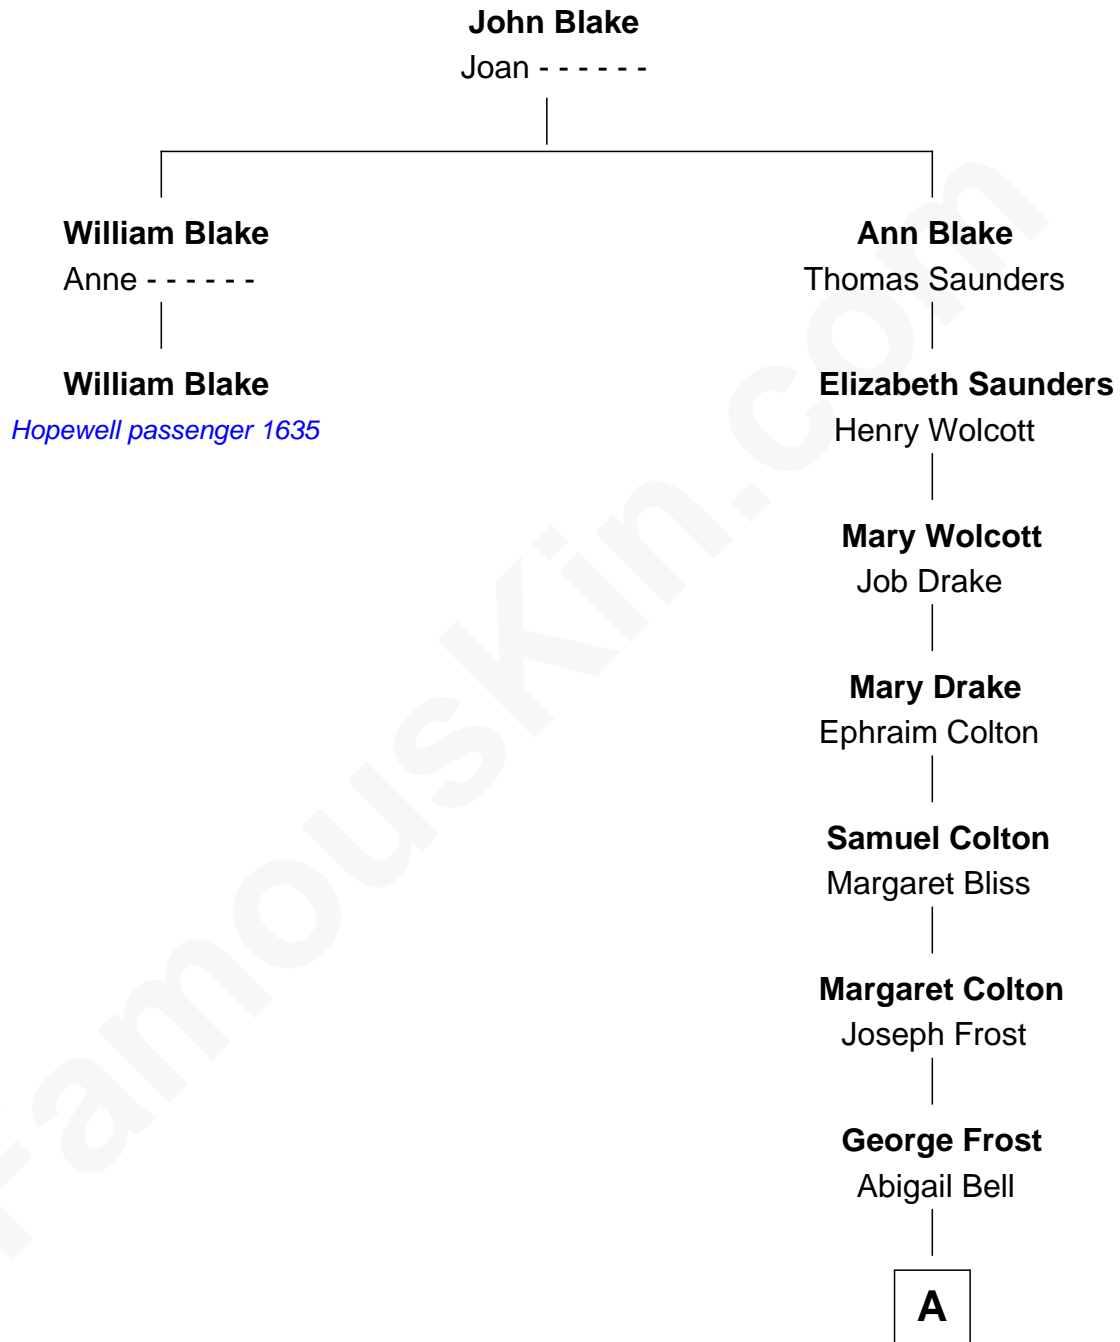 John Blake
Joan - - - - - -
William Blake
Anne - - - - - -
Ann Blake
Thomas Saunders
William Blake
Hopewell passenger 1635
Elizabeth Saunders
Henry Wolcott
Mary Wolcott
Job Drake
Mary Drake
Ephraim Colton
Samuel Colton
Margaret Bliss
Margaret Colton
Joseph Frost
George Frost
Abigail Bell
A
FamousKin.com